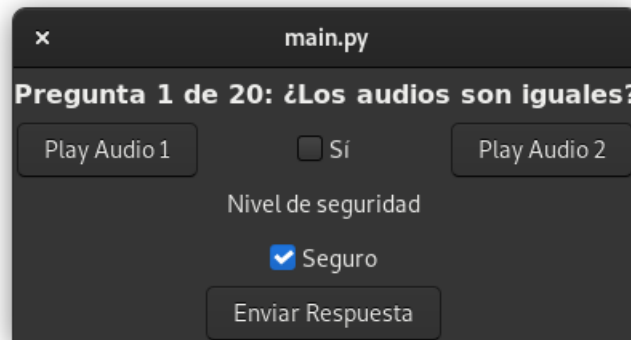 × main.py
Pregunta 1 de 20: ¿Los audios son iguales?
Play Audio 1 Sí Play Audio 2
Nivel de seguridad
Seguro
Enviar Respuesta